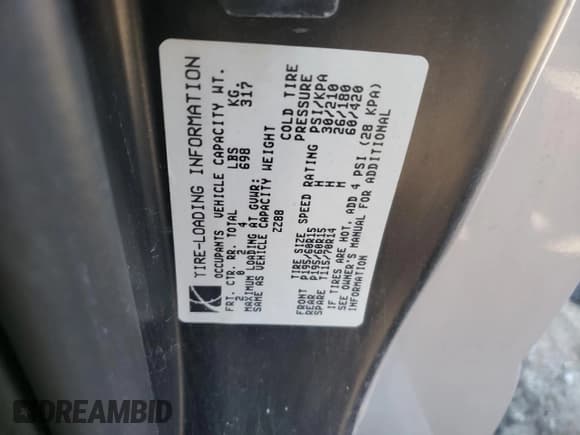 TIRE-LOADING INFORMATION
OCCUPANTS VEHICLE CAPACITY WT.
FRT. CTR. RR. TOTAL LBS KG.
2 0 2 4 698 317
MAXIMUM LOADING AT GVWR:
SAME AS VEHICLE CAPACITY WEIGHT
2288
COLD TIRE
PRESSURE
TIRE SIZE SPEED RATING PSI/KPA
FRONT P195/60R15 H 30/210
REAR P195/60R15 H 26/180
SPARE T115/70R14 M 60/420
IF TIRES ARE HOT, ADD 4 PSI (28 KPA)
SEE OWNER'S MANUAL FOR ADDITIONAL
INFORMATION
DREAMBID